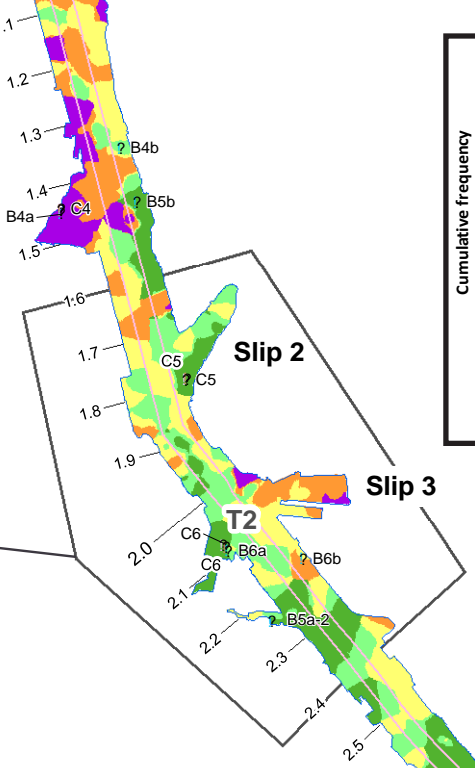 .1
1.2
1.3
? B4b
1.4
B4a ? C4
? B5b
1.5
1.6
1.7
Slip 2
C5
? C5
1.8
1.9
Slip 3
T2
C6 ?
? B6a
? B6b
2.0
C6
2.1
? B5a-2
2.2
2.3
2.4
2.5
Cumulative frequency